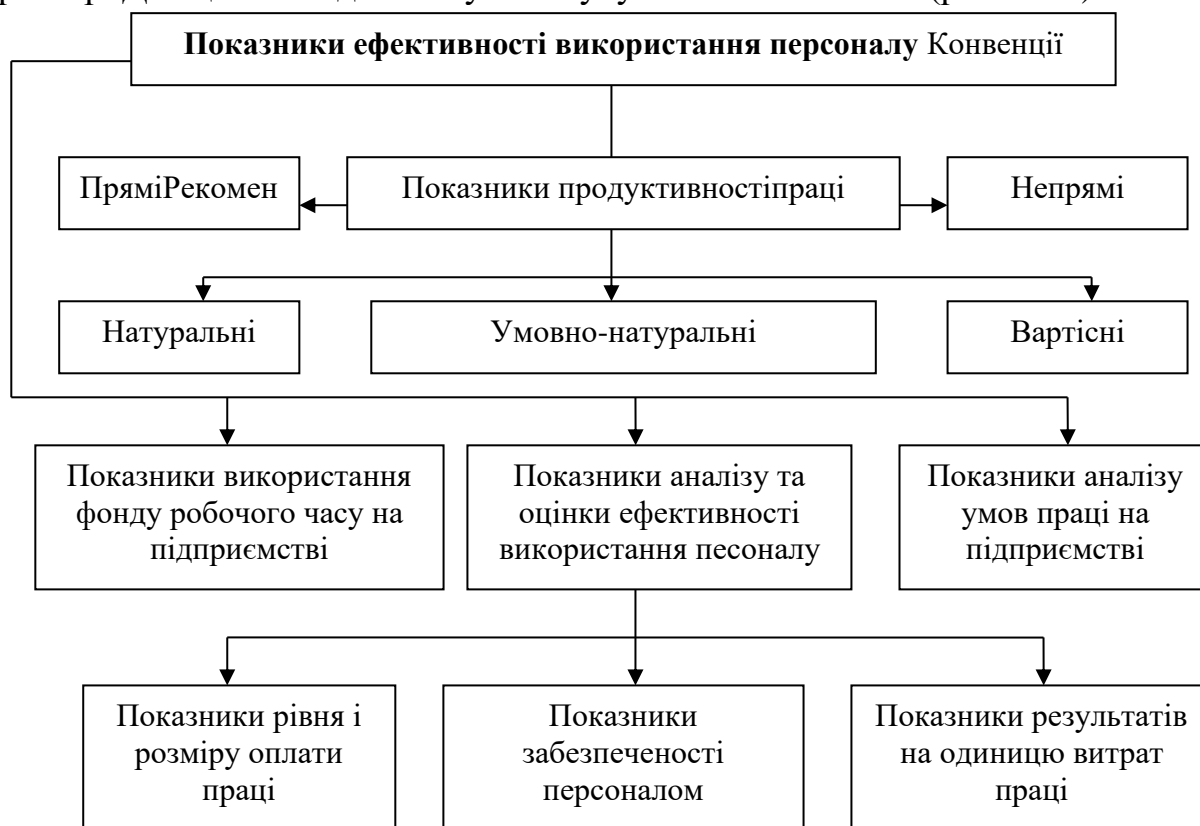 Показники ефективності використання персоналу Конвенції
ПряміРекомен
Показники продуктивностіпраці
Непрямі
Натуральні
Умовно-натуральні
Вартісні
Показники використання
фонду робочого часу на
підприємстві
Показники аналізу та
оцінки ефективності
використання песоналу
Показники аналізу
умов праці на
підприємстві
Показники рівня і
розміру оплати
праці
Показники
забезпеченості
персоналом
Показники результатів
на одиницю витрат
праці